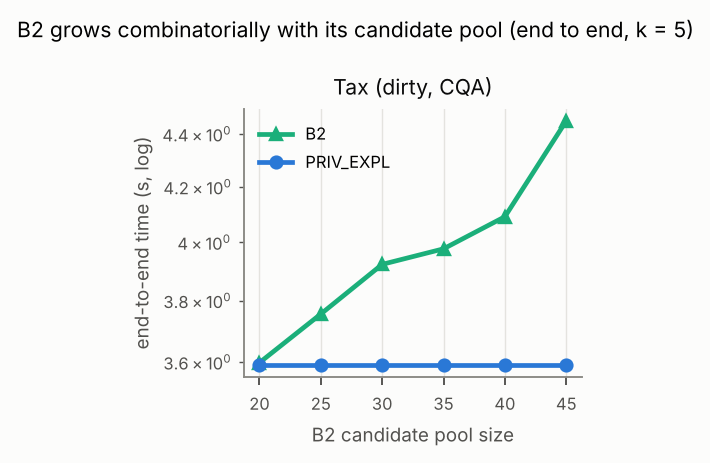 B2 grows combinatorially with its candidate pool (end to end, k = 5)
Tax (dirty, CQA)
B2
PRIV_EXPL
end-to-end time (s, log)
4.4 × 10⁰
4.2 × 10⁰
4 × 10⁰
3.8 × 10⁰
3.6 × 10⁰
20 25 30 35 40 45
B2 candidate pool size